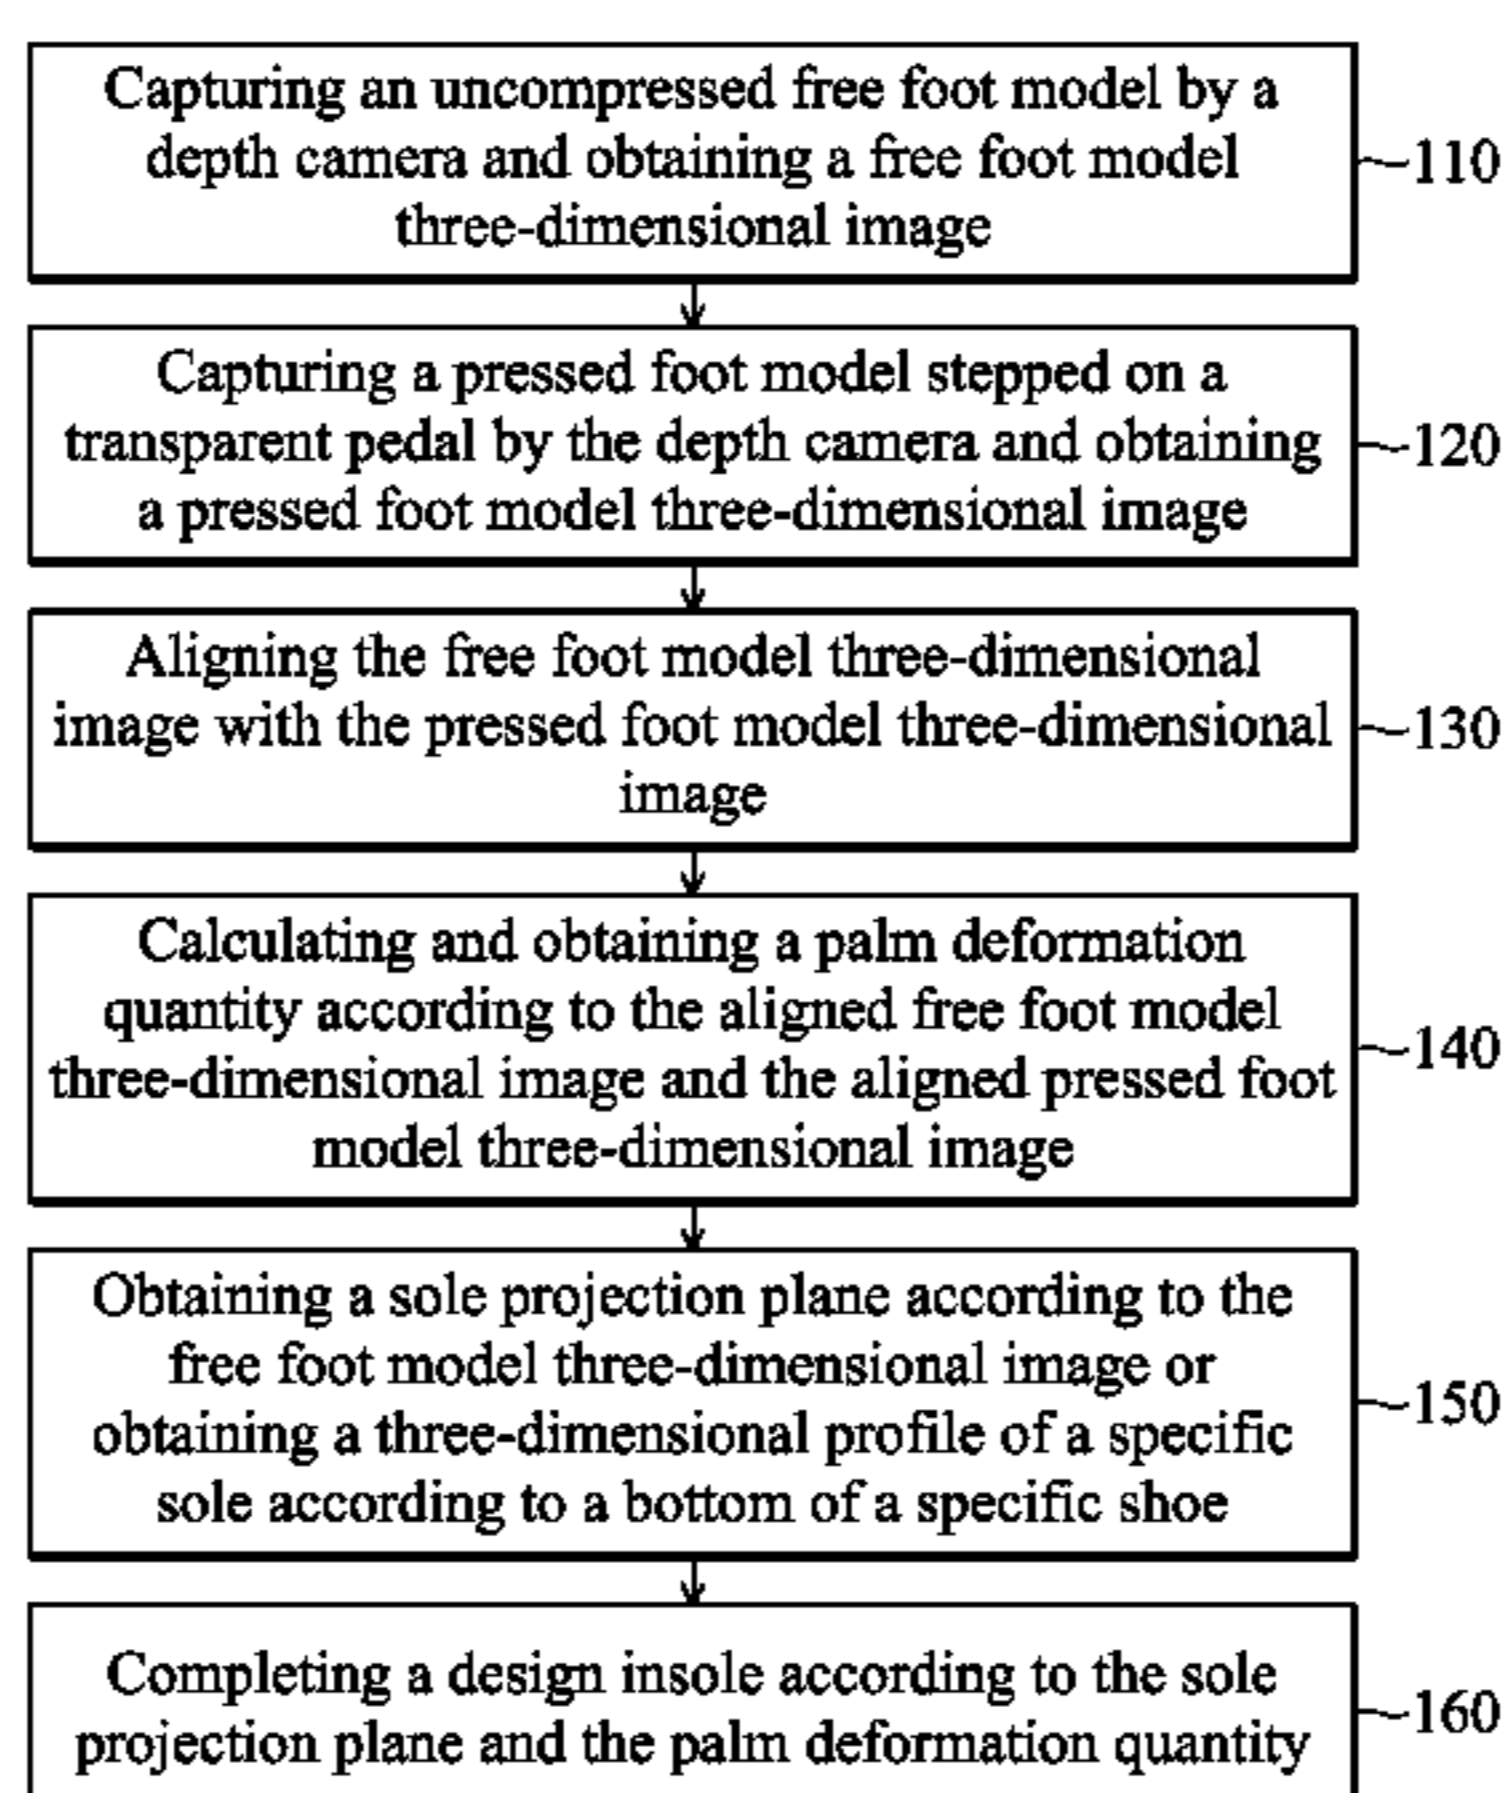 Capturing an uncompressed free foot model by a
depth camera and obtaining a free foot model
three-dimensional image
110
Capturing a pressed foot model stepped on a
transparent pedal by the depth camera and obtaining
a pressed foot model three-dimensional image
120
Aligning the free foot model three-dimensional
image with the pressed foot model three-dimensional
image
130
Calculating and obtaining a palm deformation
quantity according to the aligned free foot model
three-dimensional image and the aligned pressed foot
model three-dimensional image
140
Obtaining a sole projection plane according to the
free foot model three-dimensional image or
obtaining a three-dimensional profile of a specific
sole according to a bottom of a specific shoe
150
Completing a design insole according to the sole
projection plane and the palm deformation quantity
160